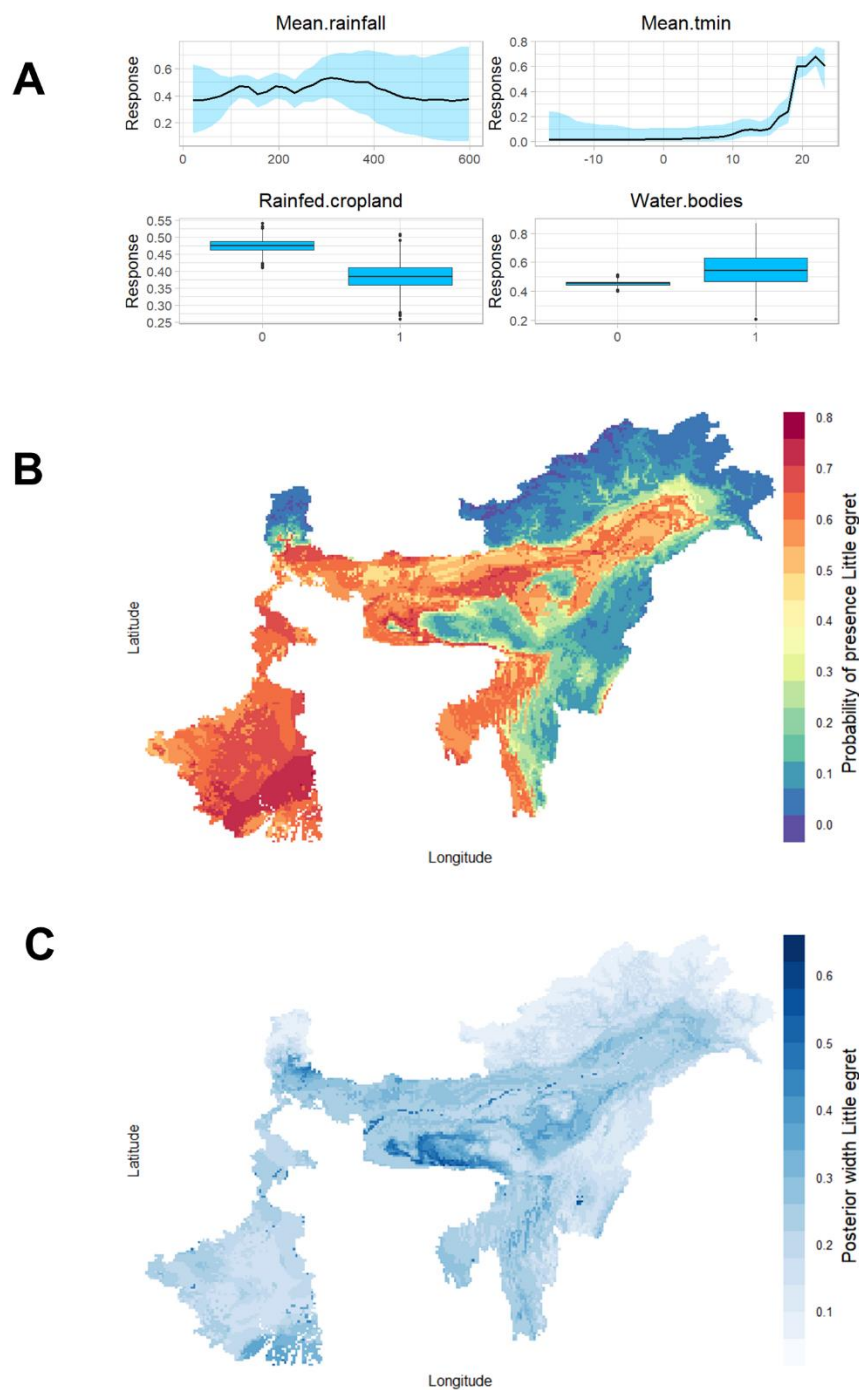 A
Mean.rainfall
Response
0.6
0.4
0.2
0
200
400
600
Mean.tmin
Response
0.8
0.6
0.4
0.2
0.0
-10
0
10
20
Rainfed.cropland
Response
0.55
0.50
0.45
0.40
0.35
0.30
0.25
0
1
Water.bodies
Response
0.8
0.6
0.4
0.2
0
1
B
Latitude
Longitude
0.8
0.7
0.6
0.5
0.4
0.3
0.2
0.1
0.0
Probability of presence Little egret
C
Latitude
Longitude
0.6
0.5
0.4
0.3
0.2
0.1
Posterior width Little egret